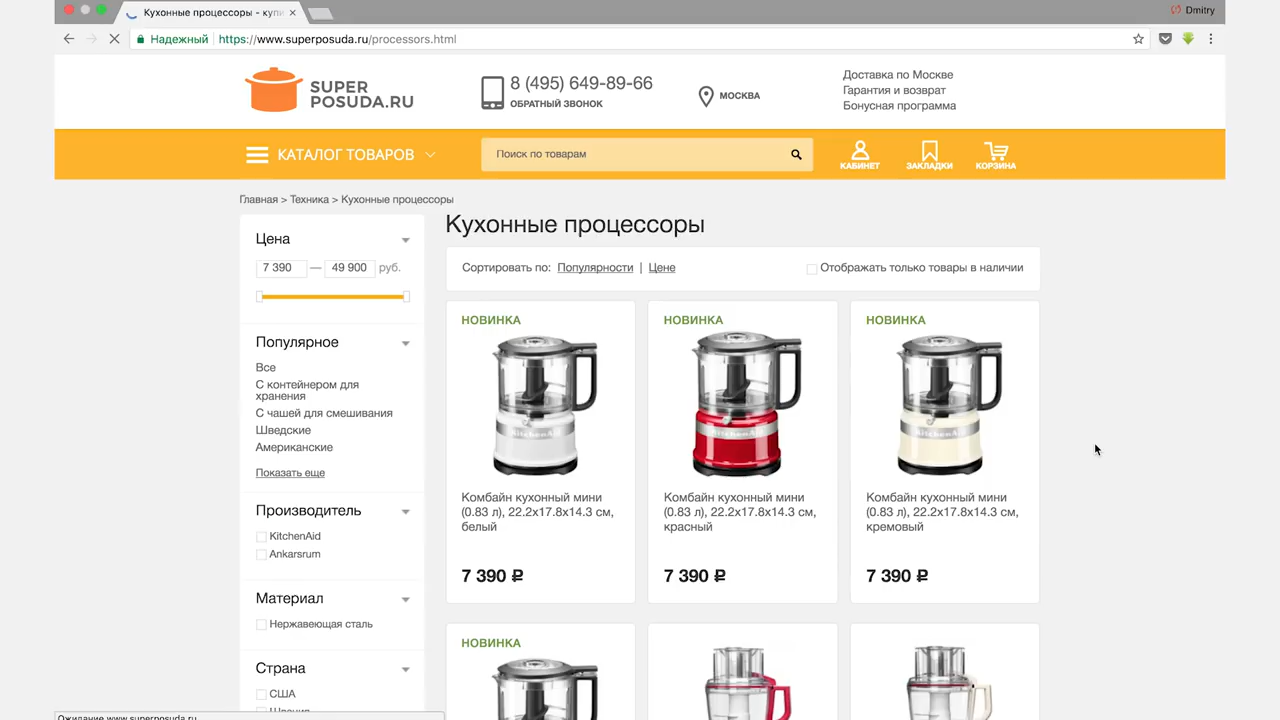 Кухонные процессоры - купи
Dmitry
Надежный
https://www.superposuda.ru/processors.html
SUPER
POSUDA.RU
8 (495) 649-89-66
ОБРАТНЫЙ ЗВОНОК
МОСКВА
Доставка по Москве
Гарантия и возврат
Бонусная программа
КАТАЛОГ ТОВАРОВ
Поиск по товарам
КАБИНЕТ
ЗАКЛАДКИ
КОРЗИНА
Главная > Техника > Кухонные процессоры
Цена
7 390 — 49 900 руб.
Популярное
Все
С контейнером для
хранения
С чашей для смешивания
Шведские
Американские
Показать еще
Производитель
KitchenAid
Ankarsrum
Материал
Нержавеющая сталь
Страна
США
Швеция
Кухонные процессоры
Сортировать по: Популярности | Цене
Отображать только товары в наличии
НОВИНКА
KitchenAid
Комбайн кухонный мини
(0.83 л), 22.2x17.8x14.3 см,
белый
7 390 ₽
НОВИНКА
KitchenAid
Комбайн кухонный мини
(0.83 л), 22.2x17.8x14.3 см,
красный
7 390 ₽
НОВИНКА
KitchenAid
Комбайн кухонный мини
(0.83 л), 22.2x17.8x14.3 см,
кремовый
7 390 ₽
НОВИНКА
Ожидание www.superposuda.ru